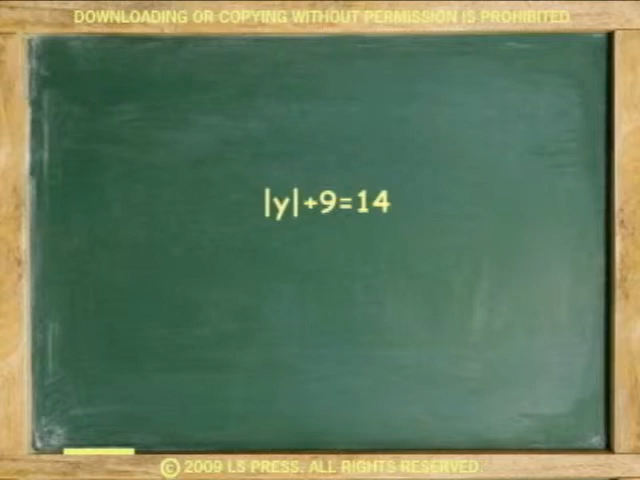 DOWNLOADING OR COPYING WITHOUT PERMISSION IS PROHIBITED.
|y|+9=14
© 2009 LS PRESS. ALL RIGHTS RESERVED.